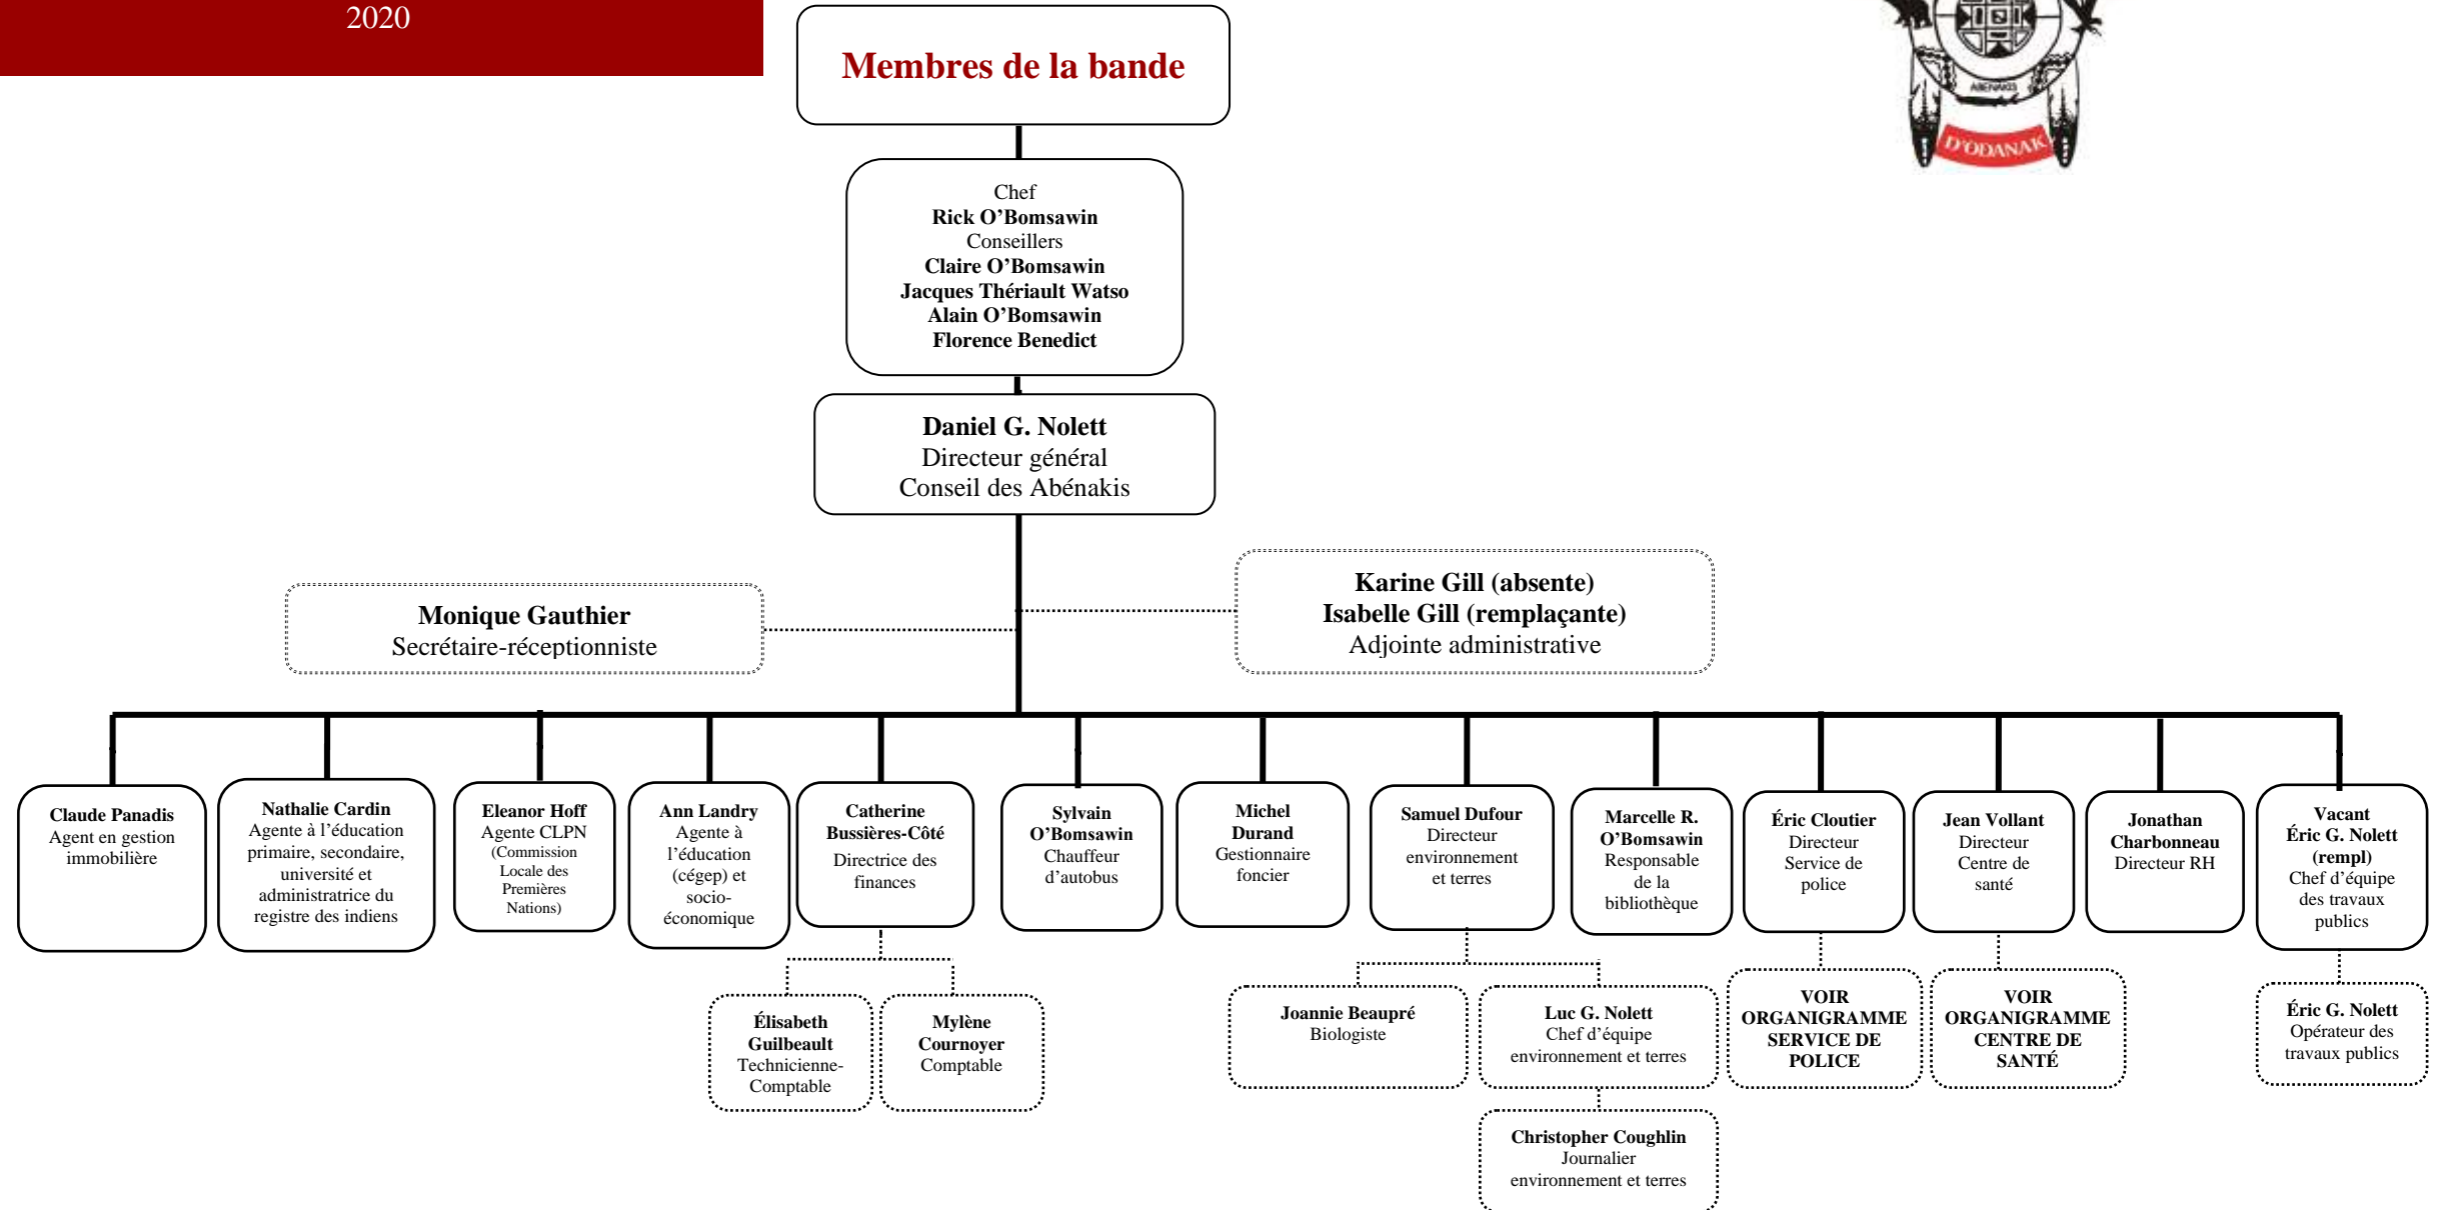 2020
Membres de la bande
ABÉNAKIS
D'ODANAK
Chef
Rick O'Bomsawin
Conseillers
Claire O'Bomsawin
Jacques Thériault Watso
Alain O'Bomsawin
Florence Benedict
Daniel G. Nolett
Directeur général
Conseil des Abénakis
Monique Gauthier
Secrétaire-réceptionniste
Karine Gill (absente)
Isabelle Gill (remplaçante)
Adjointe administrative
Claude Panadis
Agent en gestion
immobilière
Nathalie Cardin
Agente à l'éducation
primaire, secondaire,
université et
administratrice du
registre des indiens
Eleanor Hoff
Agente CLPN
(Commission
Locale des
Premières
Nations)
Ann Landry
Agente à
l'éducation
(cégep) et
socio-
économique
Catherine
Bussières-Côté
Directrice des
finances
Sylvain
O'Bomsawin
Chauffeur
d'autobus
Michel
Durand
Gestionnaire
foncier
Samuel Dufour
Directeur
environnement
et terres
Marcelle R.
O'Bomsawin
Responsable
de la
bibliothèque
Éric Cloutier
Directeur
Service de
police
Jean Vollant
Directeur
Centre de
santé
Jonathan
Charbonneau
Directeur RH
Vacant
Éric G. Nolett
(rempl)
Chef d'équipe
des travaux
publics
Élisabeth
Guilbeault
Technicienne-
Comptable
Mylène
Cournoyer
Comptable
Joannie Beaupré
Biologiste
Luc G. Nolett
Chef d'équipe
environnement et terres
VOIR
ORGANIGRAMME
SERVICE DE
POLICE
VOIR
ORGANIGRAMME
CENTRE DE
SANTÉ
Éric G. Nolett
Opérateur des
travaux publics
Christopher Coughlin
Journalier
environnement et terres